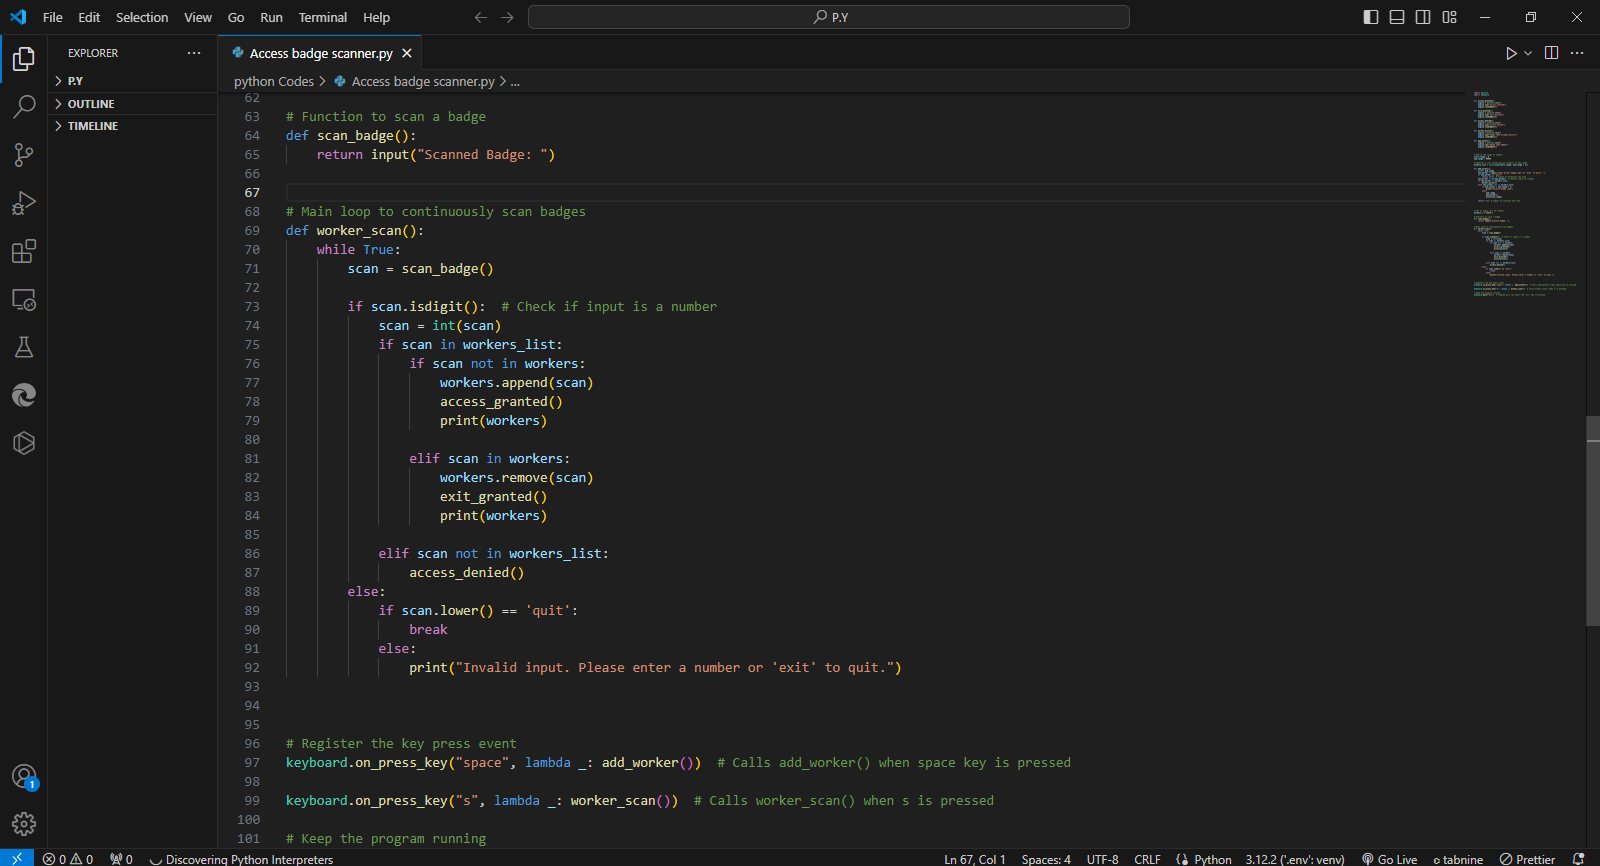 File Edit Selection View Go Run Terminal Help
P.Y
EXPLORER
P.Y
OUTLINE
TIMELINE
Access badge scanner.py
python Codes > Access badge scanner.py > ...
62
63 # Function to scan a badge
64 def scan_badge():
65 return input("Scanned Badge: ")
66
67
68 # Main loop to continuously scan badges
69 def worker_scan():
70 while True:
71 scan = scan_badge()
72
73 if scan.isdigit(): # Check if input is a number
74 scan = int(scan)
75 if scan in workers_list:
76 if scan not in workers:
77 workers.append(scan)
78 access_granted()
79 print(workers)
80
81 elif scan in workers:
82 workers.remove(scan)
83 exit_granted()
84 print(workers)
85
86 elif scan not in workers_list:
87 access_denied()
88 else:
89 if scan.lower() == 'quit':
90 break
91 else:
92 print("Invalid input. Please enter a number or 'exit' to quit.")
93
94
95
96 # Register the key press event
97 keyboard.on_press_key("space", lambda _: add_worker()) # Calls add_worker() when space key is pressed
98
99 keyboard.on_press_key("s", lambda _: worker_scan()) # Calls worker_scan() when s is pressed
100
101 # Keep the program running
1
0 0 0 Discovering Python Interpreters
Ln 67, Col 1 Spaces: 4 UTF-8 CRLF Python 3.12.2 ('.env': venv) Go Live tabnine Prettier